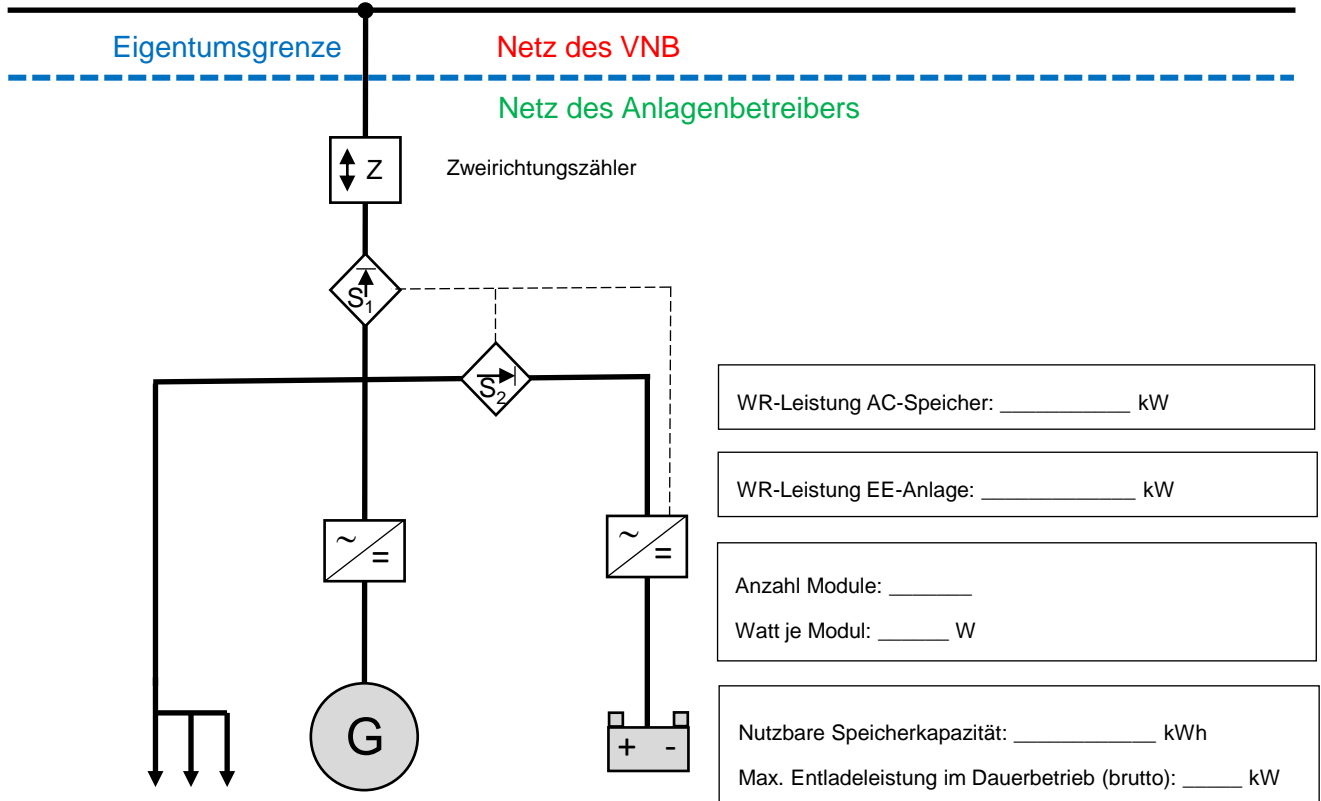 Eigentumsgrenze Netz des VNB
Netz des Anlagenbetreibers
Z Zweirichtungszähler
S1
S2
WR-Leistung AC-Speicher: ___________ kW
WR-Leistung EE-Anlage: _____________ kW
~ =
~ =
Anzahl Module: _______
Watt je Modul: ______ W
G
+ -
Nutzbare Speicherkapazität: ____________ kWh
Max. Entladeleistung im Dauerbetrieb (brutto): _____ kW